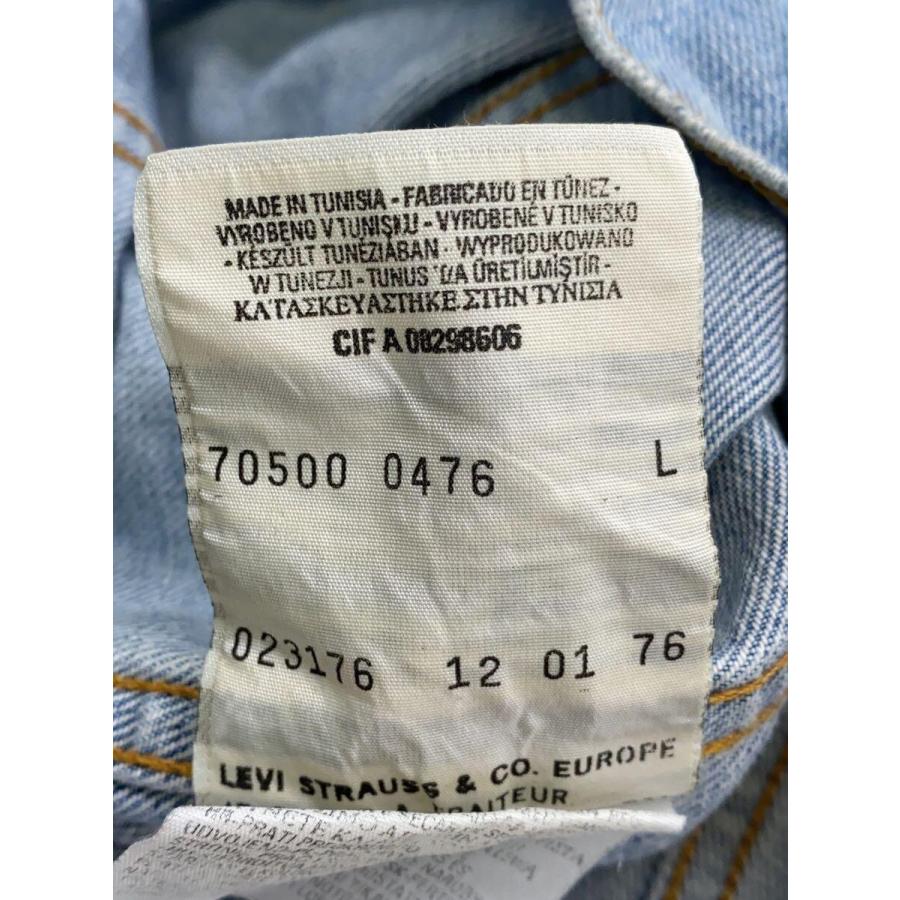 MADE IN TUNISIA - FABRICADO EN TÚNEZ -
VYROBENO V TUNISKU - VYROBENÉ V TUNISKO
- KÉSZÜLT TUNÉZIÁBAN - WYPRODUKOWANO
W TUNEZJI - TUNUS 'DA ÜRETILMIŞTIR -
ΚΑΤΑΣΚΕΥΑΣΤΗΚΕ ΣΤΗΝ ΤΥΝΙΣΙΑ
CIF A 08298606
70500 0476 L
023176 12 01 76
LEVI STRAUSS & CO. EUROPE